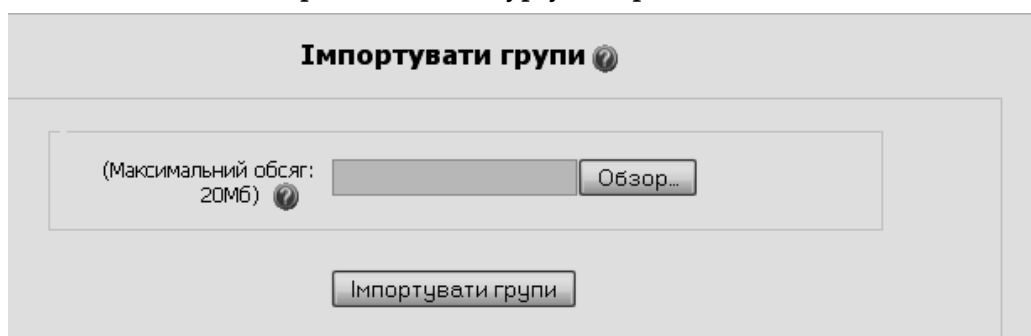 Імпортувати групи
(Максимальний обсяг:
20Мб)
Обзор...
Імпортувати групи